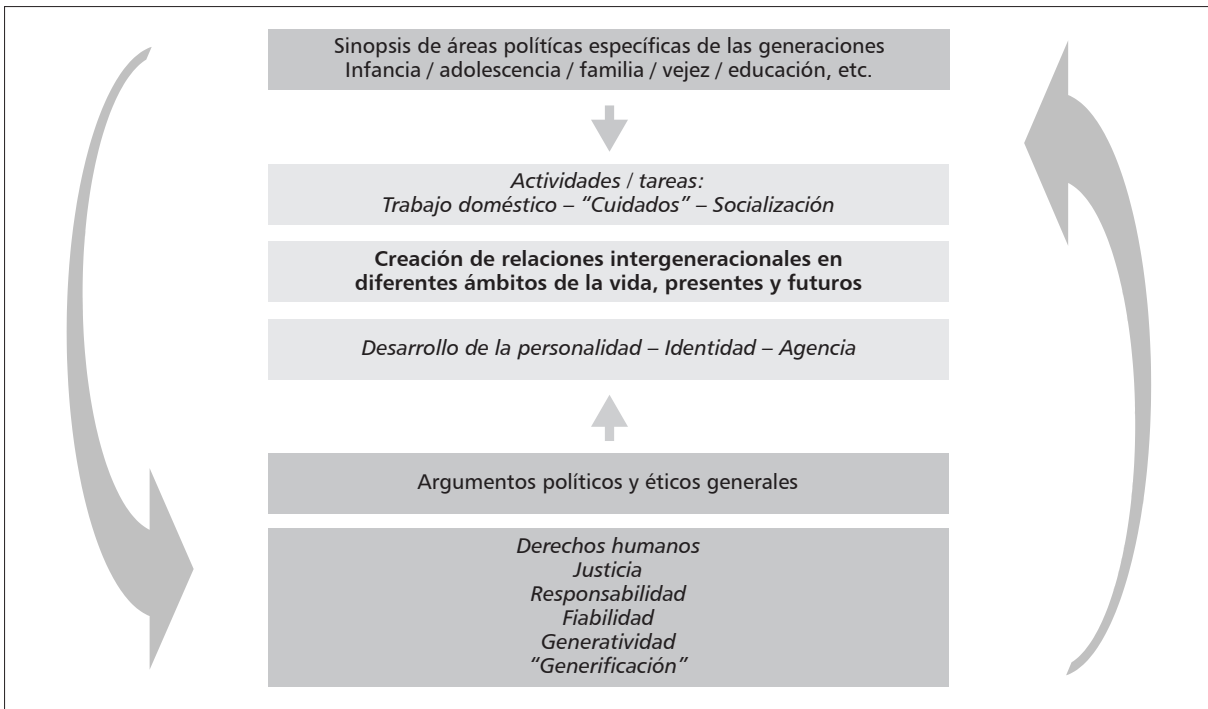 Sinopsis de áreas polítícas específicas de las generaciones
Infancia / adolescencia / familia / vejez / educación, etc.
Actividades / tareas:
Trabajo doméstico – “Cuidados” – Socialización
Creación de relaciones intergeneracionales en
diferentes ámbitos de la vida, presentes y futuros
Desarrollo de la personalidad – Identidad – Agencia
Argumentos políticos y éticos generales
Derechos humanos
Justicia
Responsabilidad
Fiabilidad
Generatividad
“Generificación”